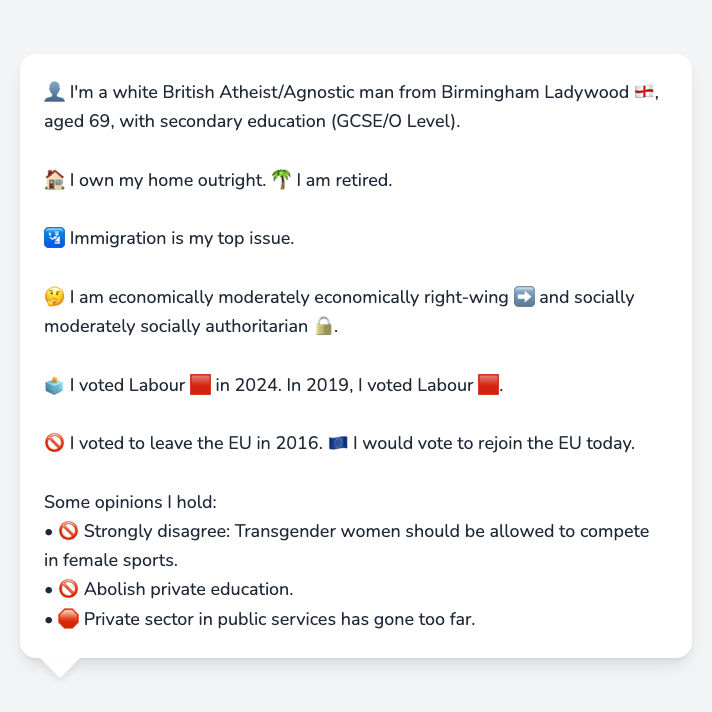 👤 I'm a white British Atheist/Agnostic man from Birmingham Ladywood 🏴󠁧󠁢󠁥󠁮󠁧󠁿,
aged 69, with secondary education (GCSE/O Level).
🏠 I own my home outright. 🌴 I am retired.
🛂 Immigration is my top issue.
🤔 I am economically moderately economically right-wing ➡️ and socially
moderately socially authoritarian 🔒.
🗳️ I voted Labour 🟥 in 2024. In 2019, I voted Labour 🟥.
🚫 I voted to leave the EU in 2016. 🇪🇺 I would vote to rejoin the EU today.
Some opinions I hold:
• 🚫 Strongly disagree: Transgender women should be allowed to compete
in female sports.
• 🚫 Abolish private education.
• 🛑 Private sector in public services has gone too far.